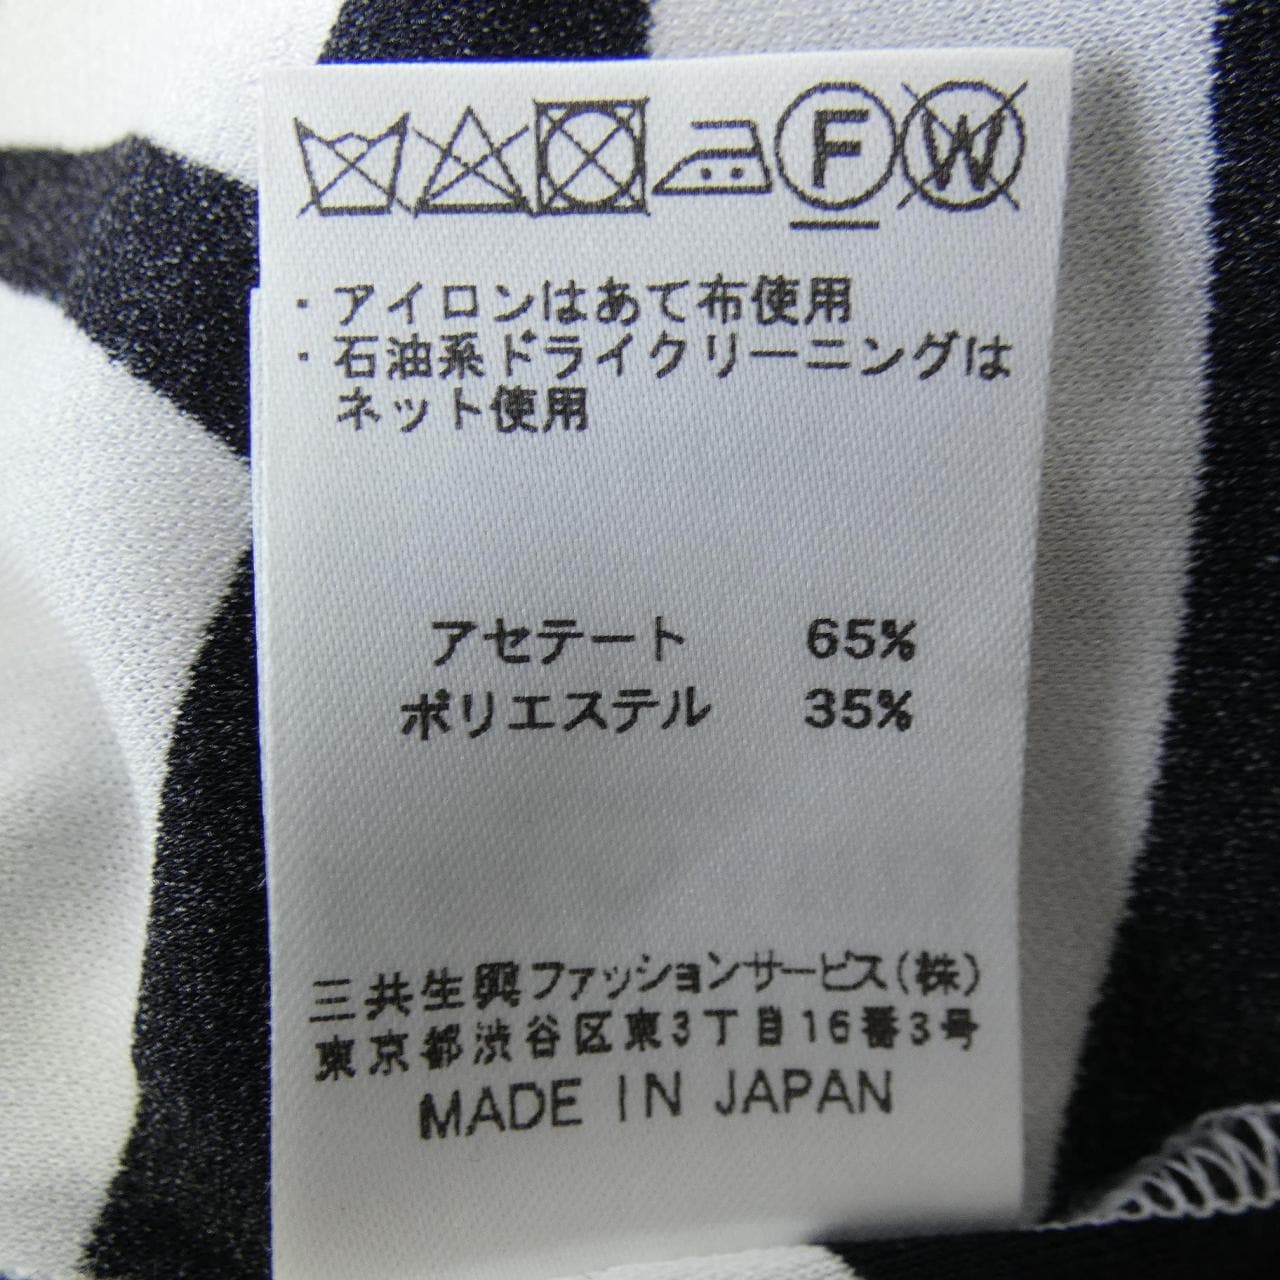 F W
・アイロンはあて布使用
・石油系ドライクリーニングは
ネット使用
アセテート 65%
ポリエステル 35%
三共生興ファッションサービス(株)
東京都渋谷区東3丁目16番3号
MADE IN JAPAN